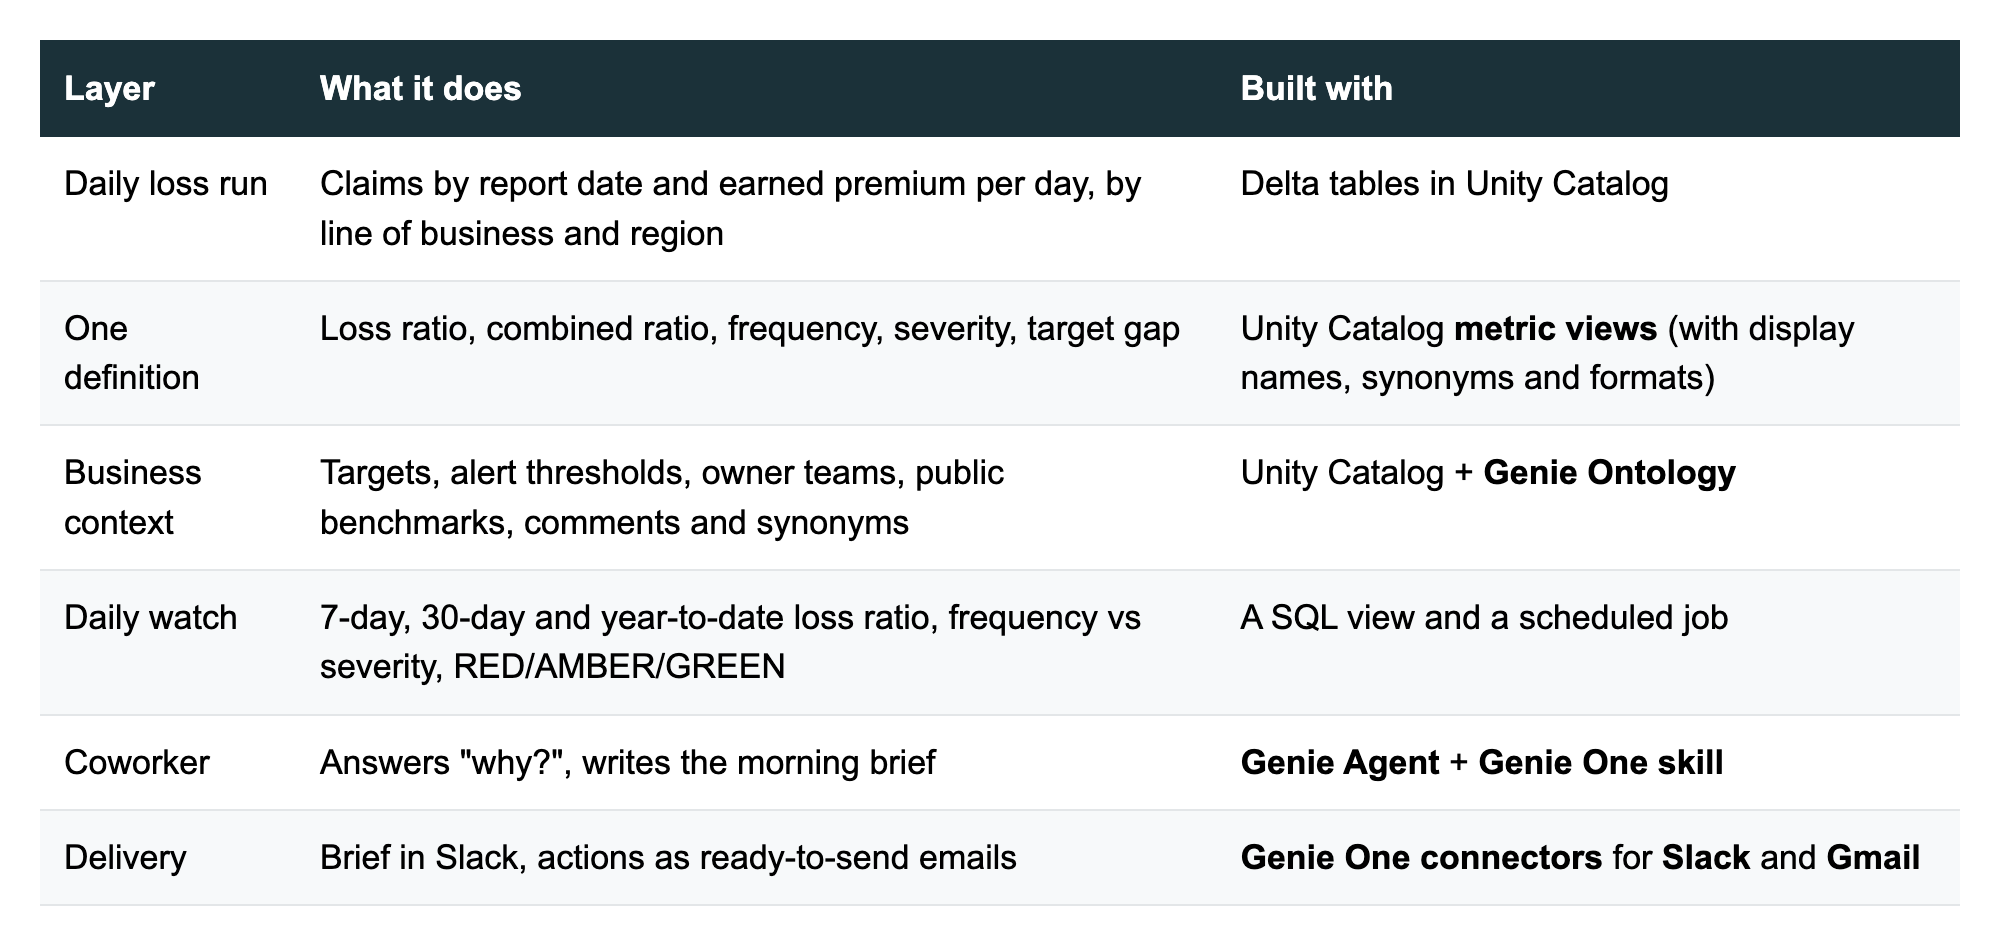 Layer What it does Built with
Daily loss run Claims by report date and earned premium per day, by Delta tables in Unity Catalog
line of business and region
One Loss ratio, combined ratio, frequency, severity, target gap Unity Catalog metric views (with display
definition names, synonyms and formats)
Business Targets, alert thresholds, owner teams, public Unity Catalog + Genie Ontology
context benchmarks, comments and synonyms
Daily watch 7-day, 30-day and year-to-date loss ratio, frequency vs A SQL view and a scheduled job
severity, RED/AMBER/GREEN
Coworker Answers "why?", writes the morning brief Genie Agent + Genie One skill
Delivery Brief in Slack, actions as ready-to-send emails Genie One connectors for Slack and Gmail